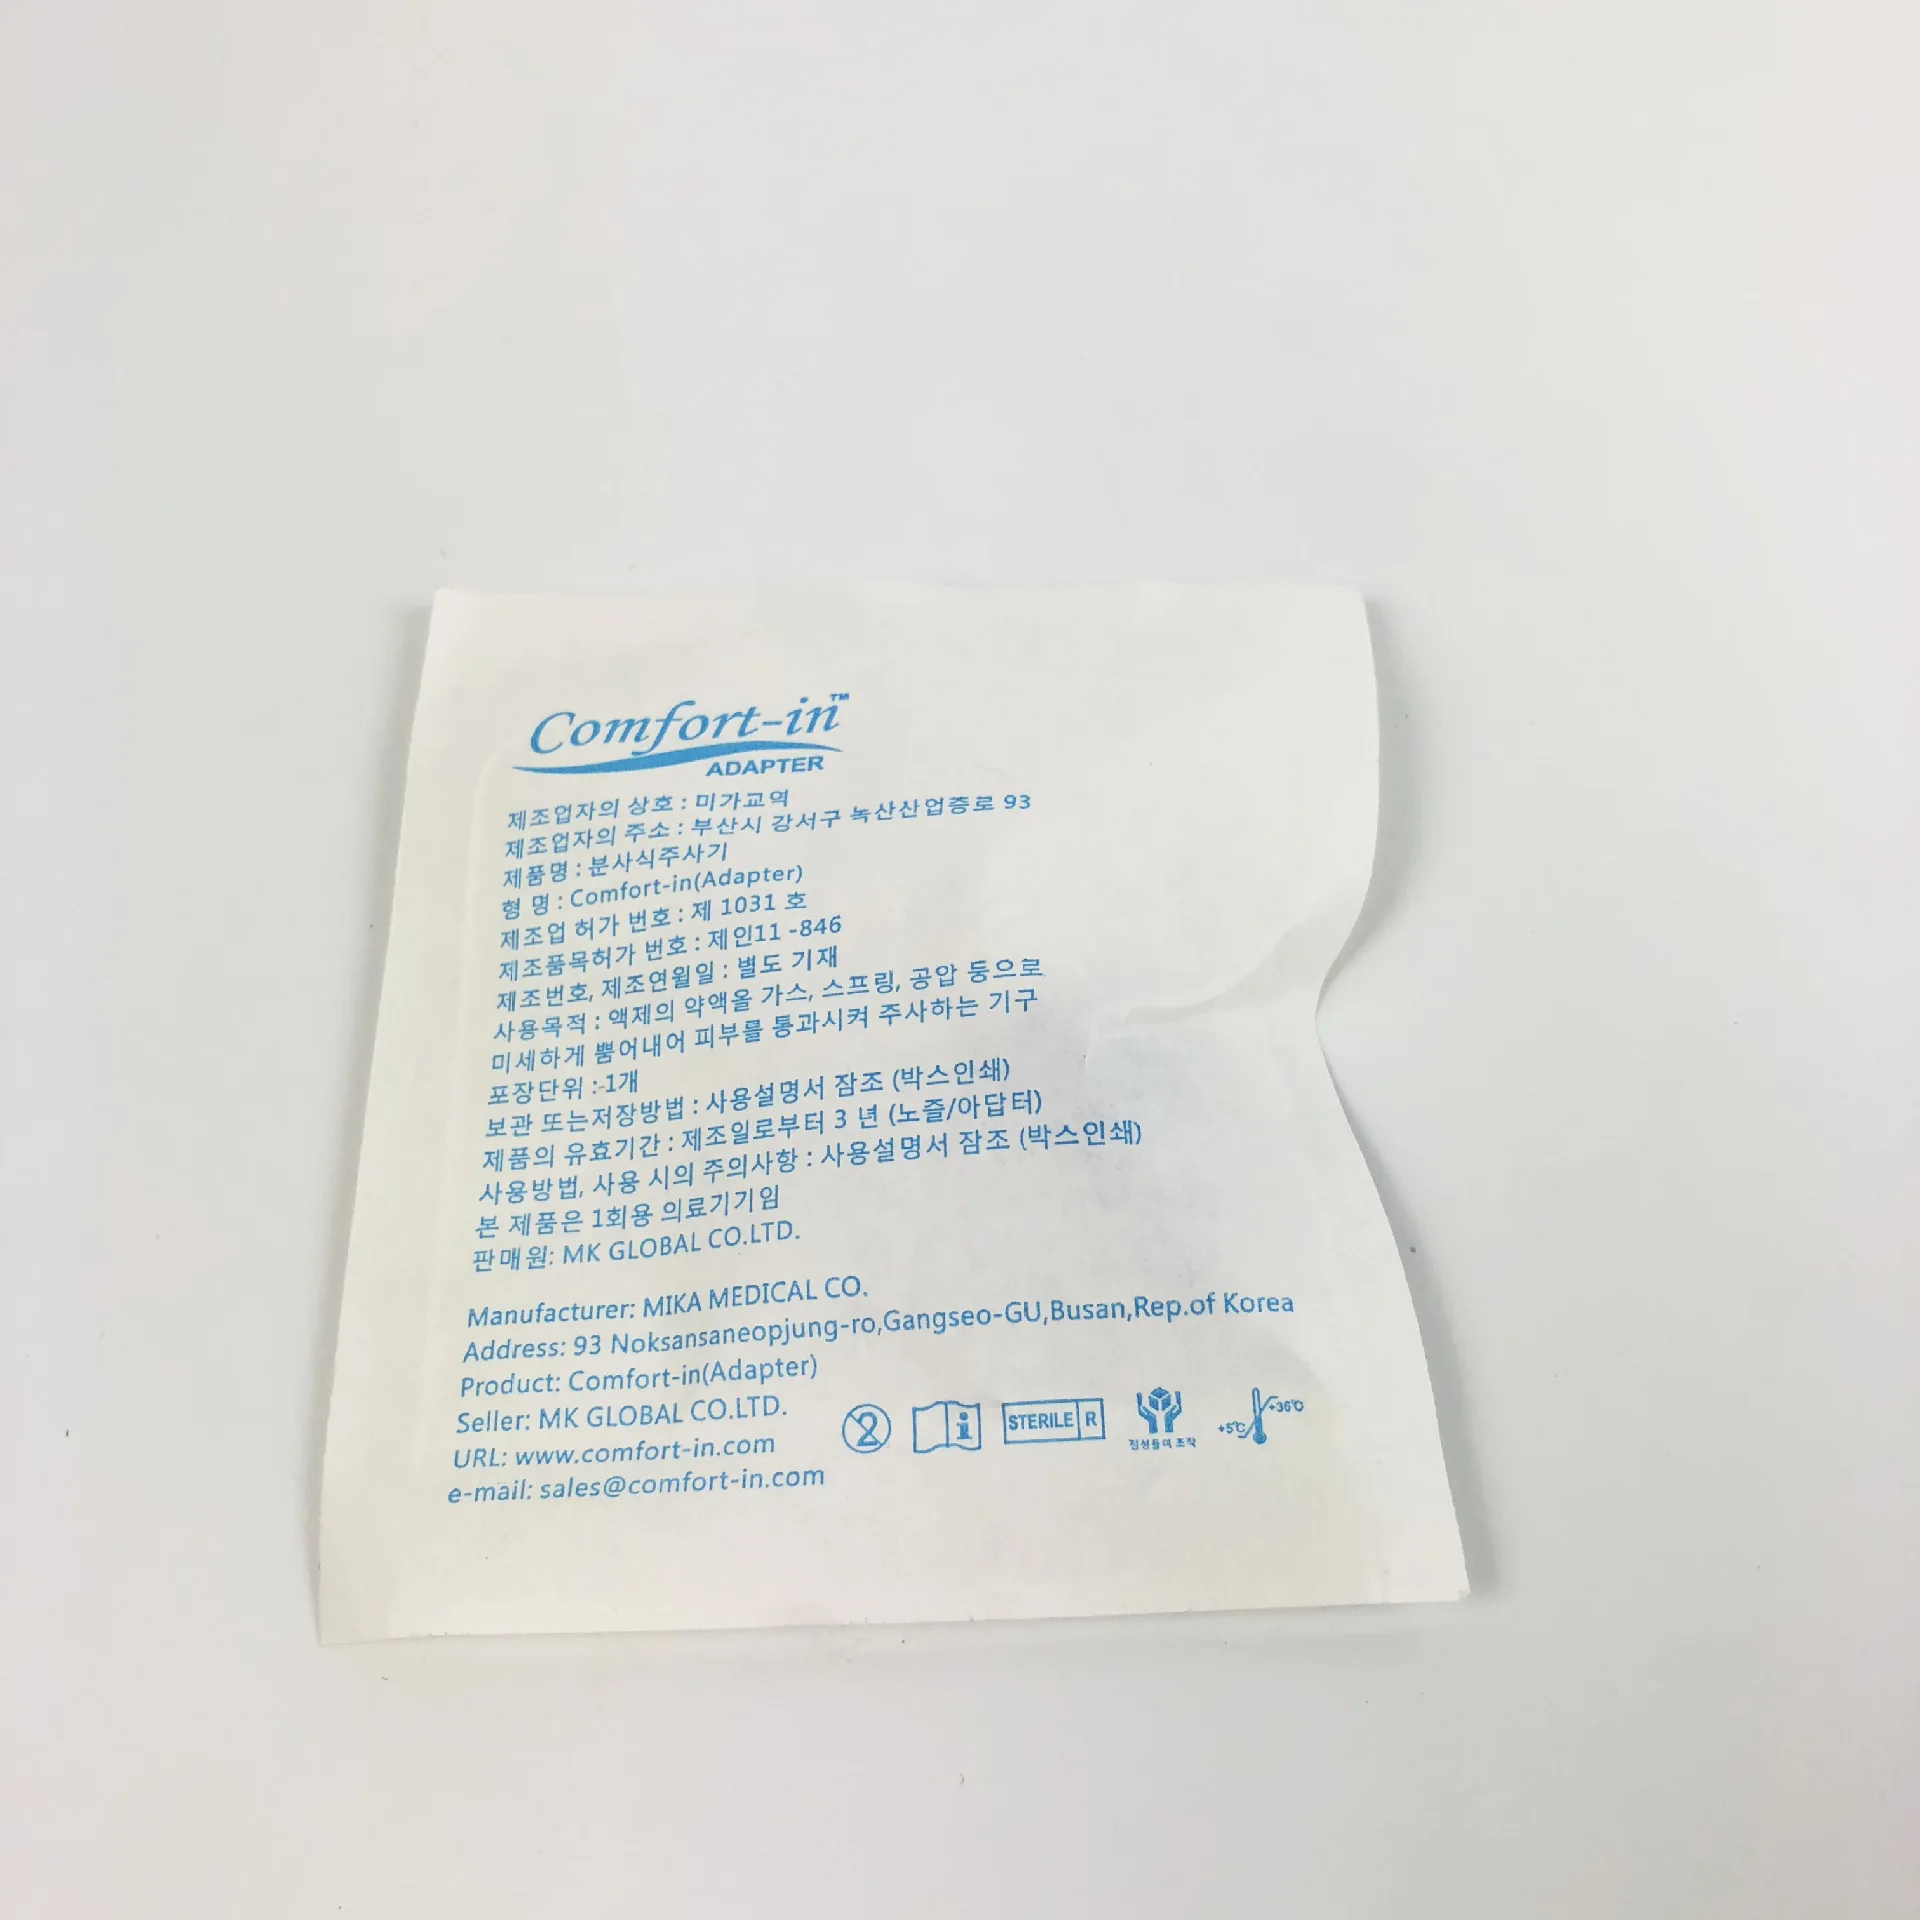 Comfort-in™
ADAPTER
제조업자의 상호 : 미가교역
제조업자의 주소 : 부산시 강서구 녹산산업증로 93
제품명 : 분사식주사기
형 명 : Comfort-in(Adapter)
제조업 허가 번호 : 제 1031 호
제조품목허가 번호 : 제인11 -846
제조번호, 제조연월일 : 별도 기재
사용목적 : 액제의 약액올 가스, 스프링, 공압 둥으로
미세하게 뿜어내어 피부를 통과시켜 주사하는 기구
포장단위 :-1개
보관 또는저장방법 : 사용설명서 잠조 (박스인쇄)
제품의 유효기간 : 제조일로부터 3 년 (노즐/아답터)
사용방법, 사용 시의 주의사항 : 사용설명서 잠조 (박스인쇄)
본 제품은 1회용 의료기기임
판매원: MK GLOBAL CO.LTD.
Manufacturer: MIKA MEDICAL CO.
Address: 93 Noksansaneopjung-ro,Gangseo-GU,Busan,Rep.of Korea
Product: Comfort-in(Adapter)
Seller: MK GLOBAL CO.LTD.
URL: www.comfort-in.com
e-mail: sales@comfort-in.com
2
i
STERILE R
조작
+5℃ +36℃